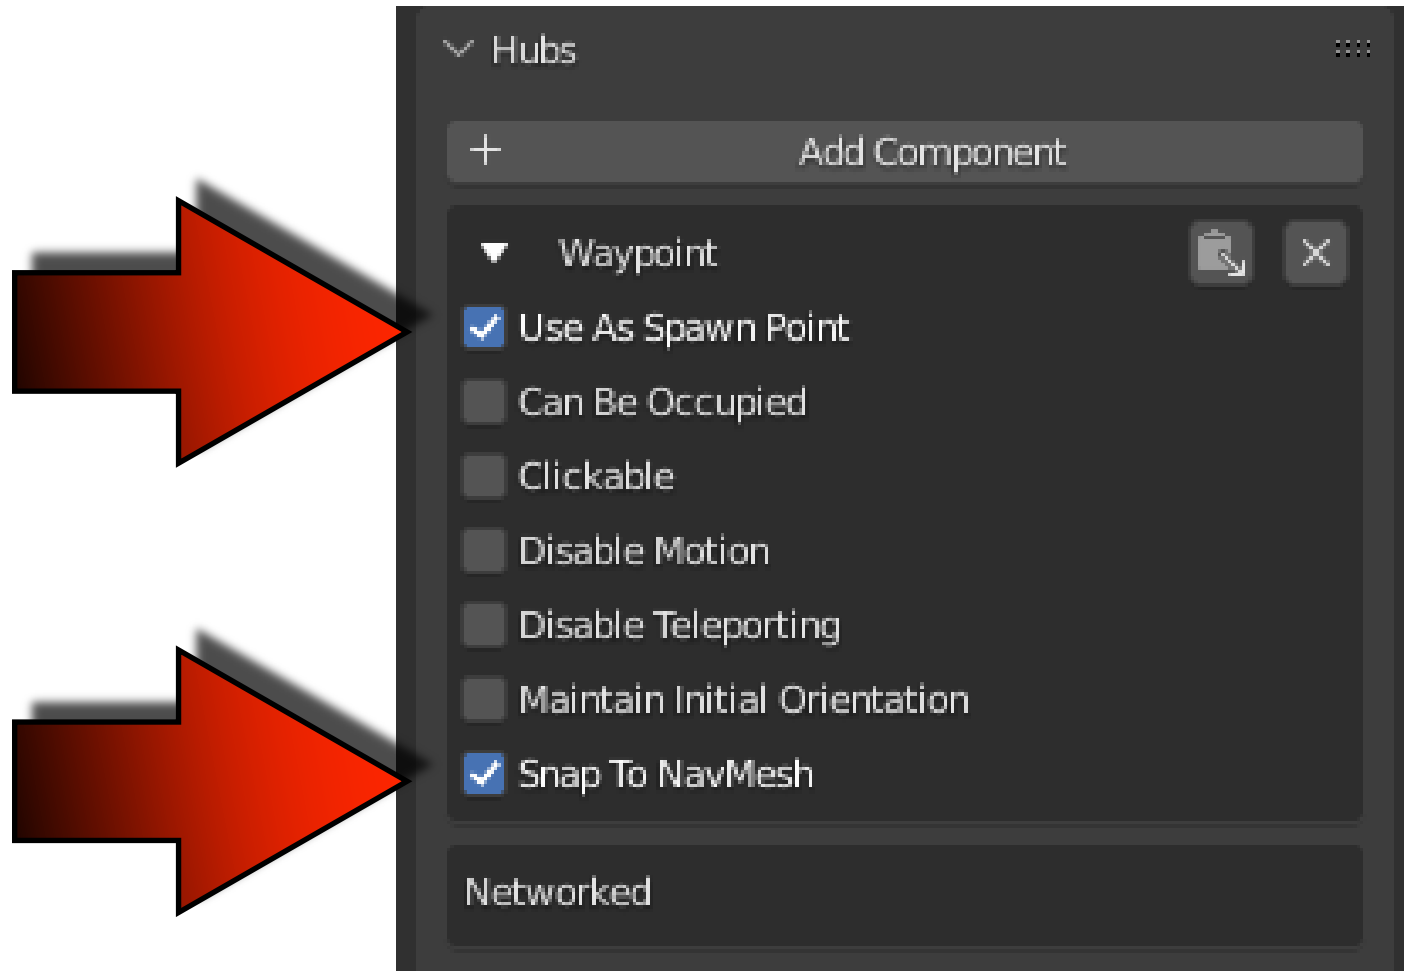 Hubs
Add Component
Waypoint
Use As Spawn Point
Can Be Occupied
Clickable
Disable Motion
Disable Teleporting
Maintain Initial Orientation
Snap To NavMesh
Networked